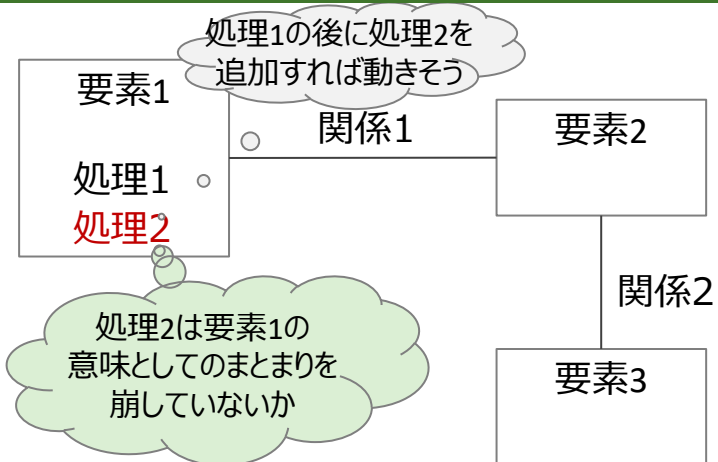 処理1の後に処理2を
追加すれば動きそう
要素1
関係1
要素2
処理1
処理2
関係2
処理2は要素1の
意味としてのまとまりを
崩していないか
要素3